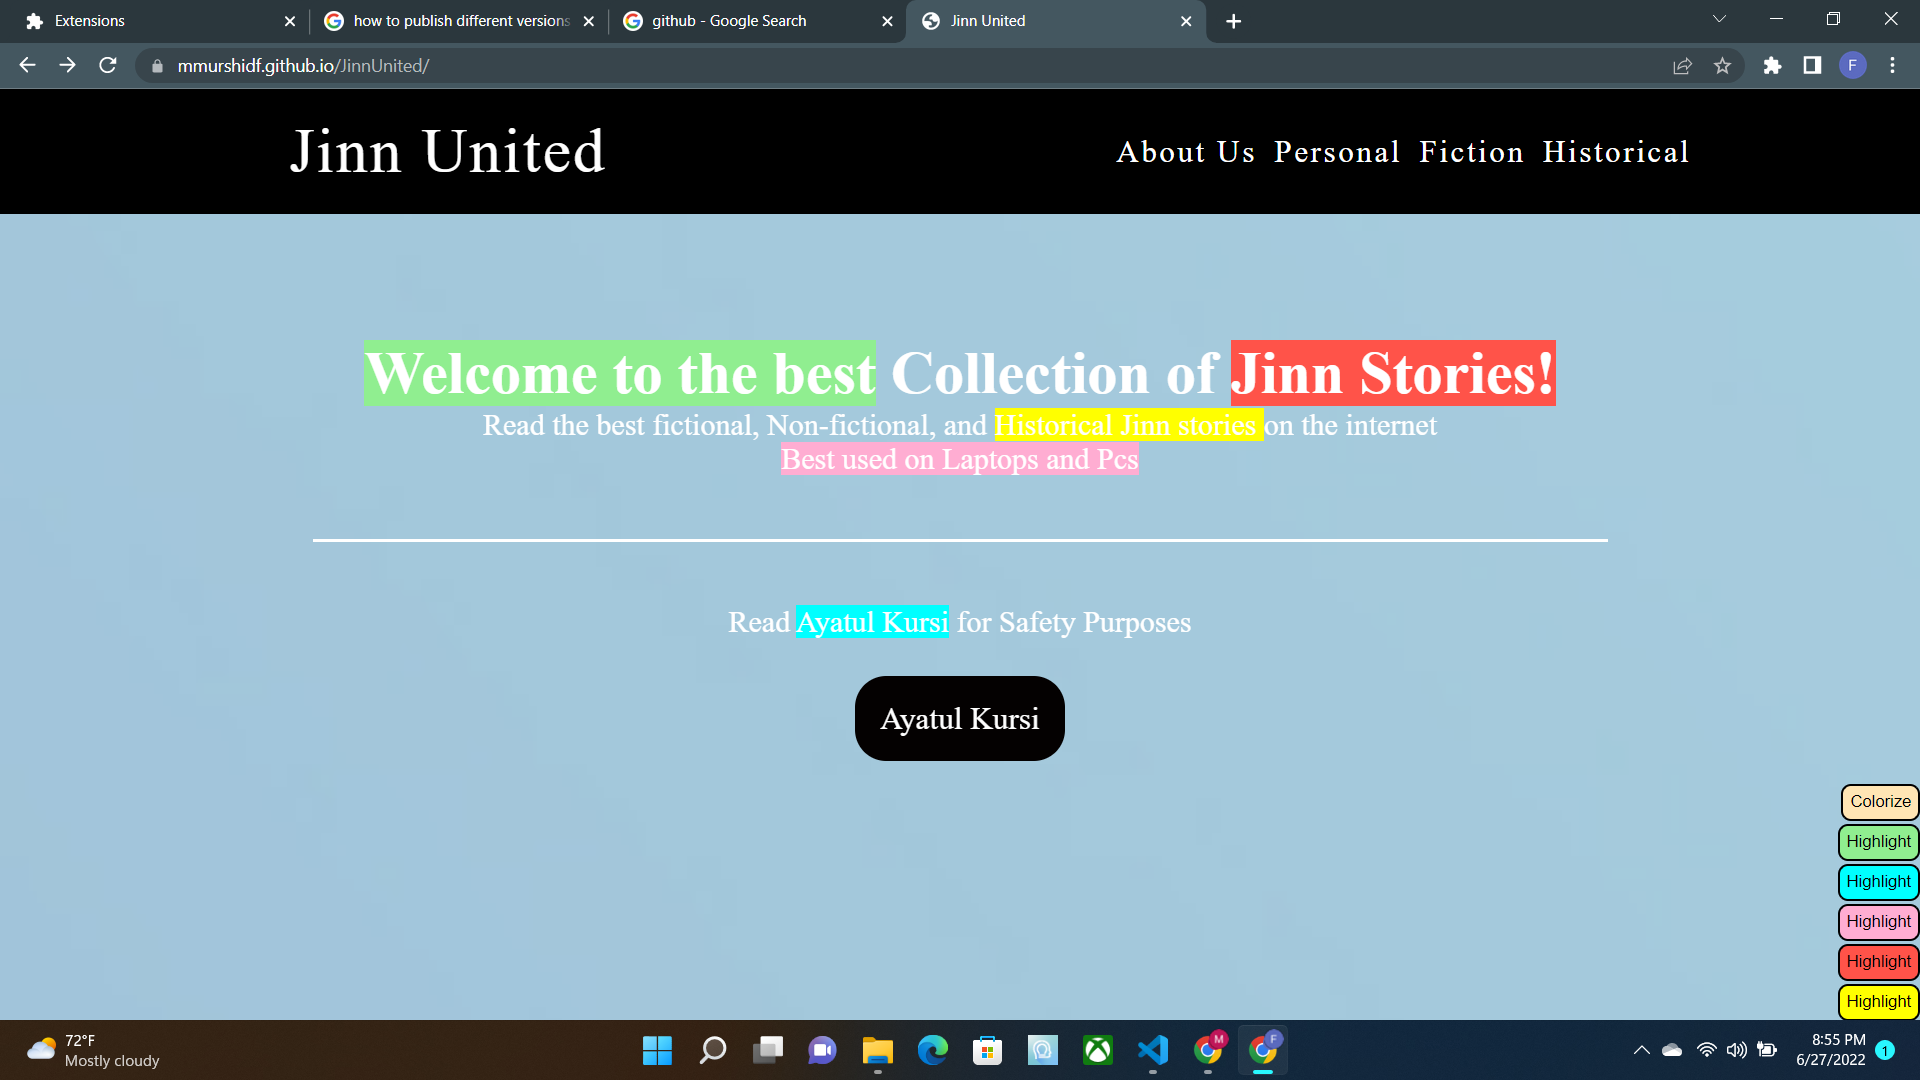 Extensions
how to publish different versions
github - Google Search
Jinn United
mmurshidf.github.io/JinnUnited/
F
Jinn United
About Us Personal Fiction Historical
Welcome to the best Collection of Jinn Stories!
Read the best fictional, Non-fictional, and Historical Jinn stories on the internet
Best used on Laptops and Pcs
Read Ayatul Kursi for Safety Purposes
Ayatul Kursi
Colorize
Highlight
Highlight
Highlight
Highlight
Highlight
72°F
Mostly cloudy
M
F
8:55 PM
6/27/2022
1